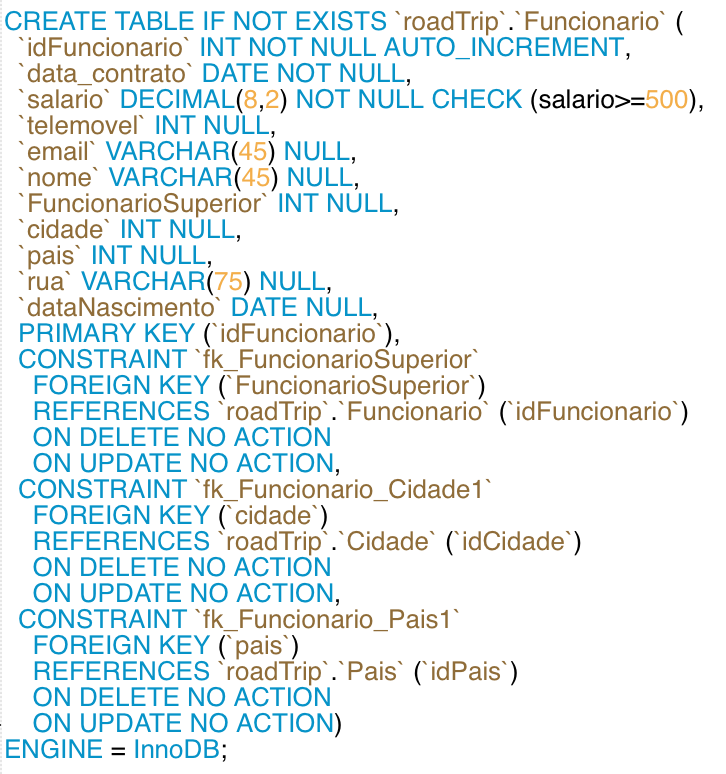 CREATE TABLE IF NOT EXISTS `roadTrip`.`Funcionario` (
`idFuncionario` INT NOT NULL AUTO_INCREMENT,
`data_contrato` DATE NOT NULL,
`salario` DECIMAL(8,2) NOT NULL CHECK (salario>=500),
`telemovel` INT NULL,
`email` VARCHAR(45) NULL,
`nome` VARCHAR(45) NULL,
`FuncionarioSuperior` INT NULL,
`cidade` INT NULL,
`pais` INT NULL,
`rua` VARCHAR(75) NULL,
`dataNascimento` DATE NULL,
PRIMARY KEY (`idFuncionario`),
CONSTRAINT `fk_FuncionarioSuperior`
FOREIGN KEY (`FuncionarioSuperior`)
REFERENCES `roadTrip`.`Funcionario` (`idFuncionario`)
ON DELETE NO ACTION
ON UPDATE NO ACTION,
CONSTRAINT `fk_Funcionario_Cidade1`
FOREIGN KEY (`cidade`)
REFERENCES `roadTrip`.`Cidade` (`idCidade`)
ON DELETE NO ACTION
ON UPDATE NO ACTION,
CONSTRAINT `fk_Funcionario_Pais1`
FOREIGN KEY (`pais`)
REFERENCES `roadTrip`.`Pais` (`idPais`)
ON DELETE NO ACTION
ON UPDATE NO ACTION)
ENGINE = InnoDB;